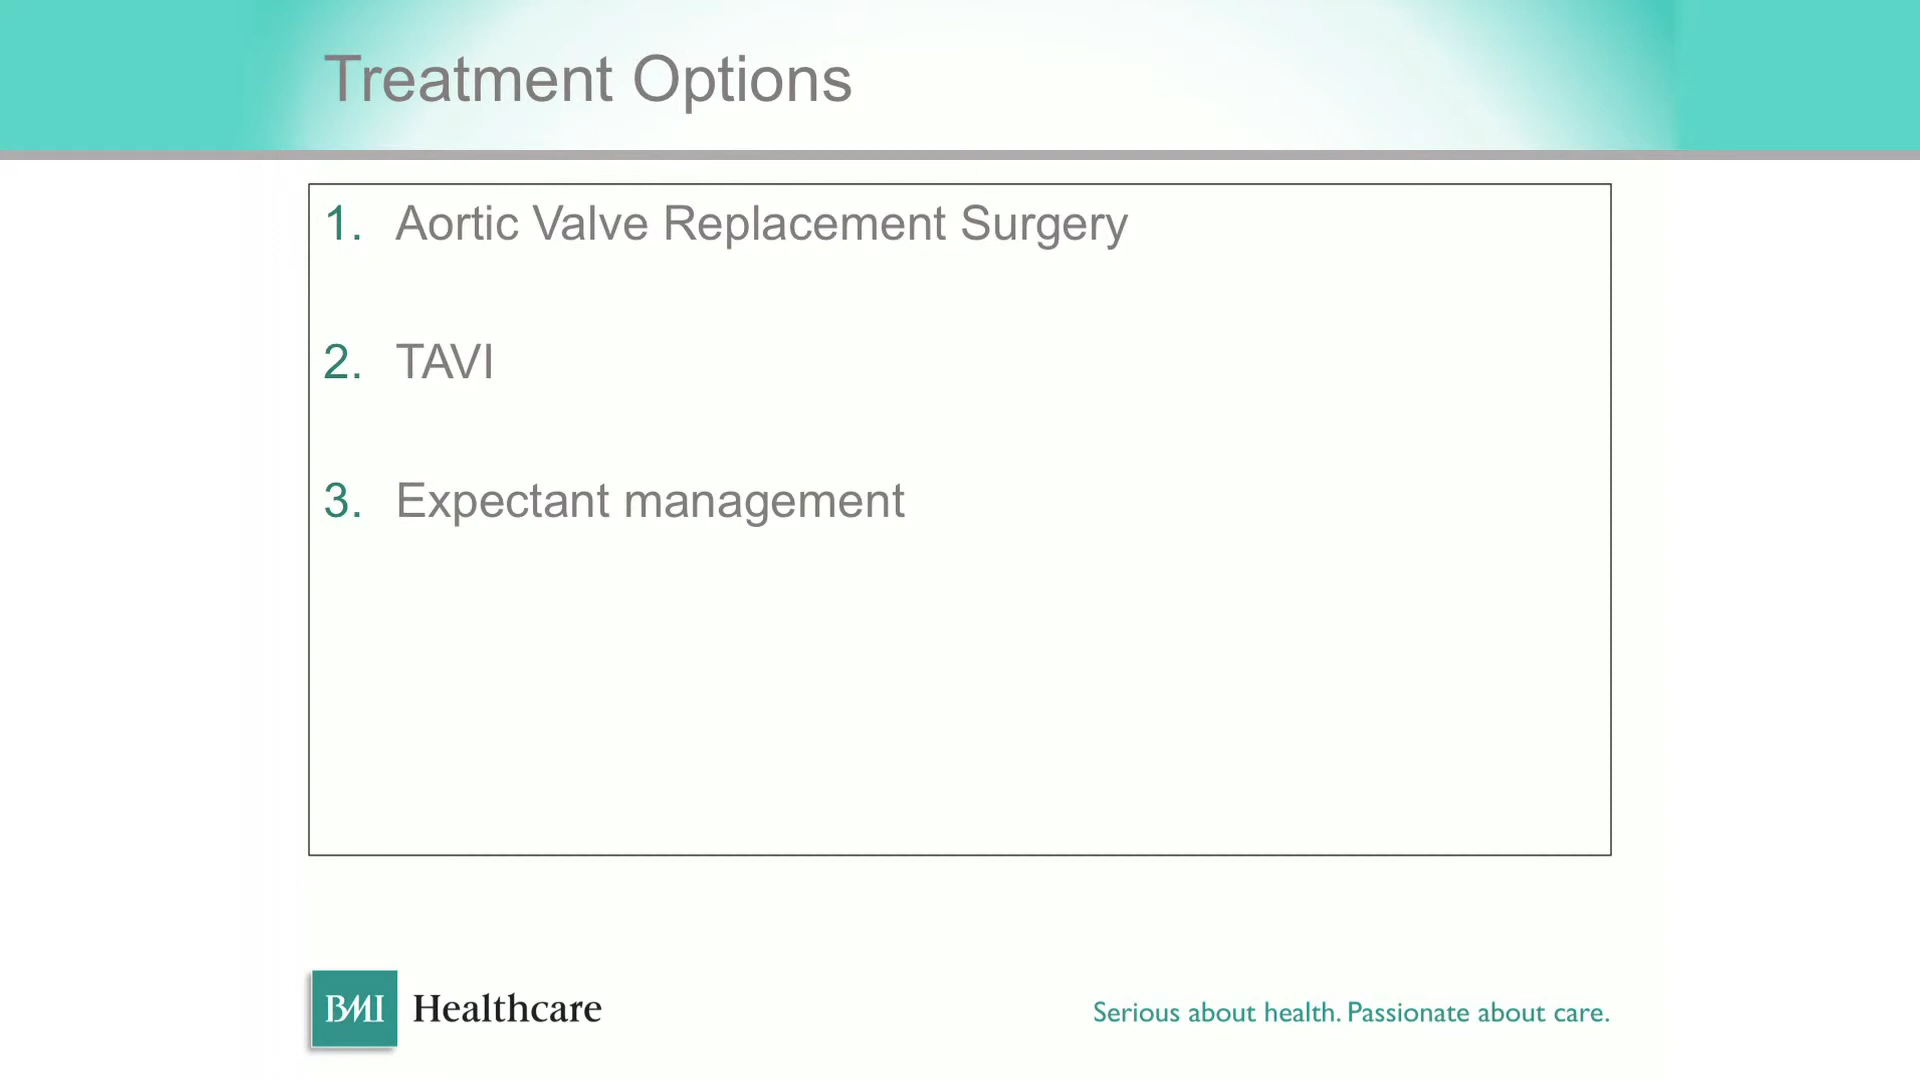 Treatment Options
1. Aortic Valve Replacement Surgery
2. TAVI
3. Expectant management
BMI Healthcare
Serious about health. Passionate about care.